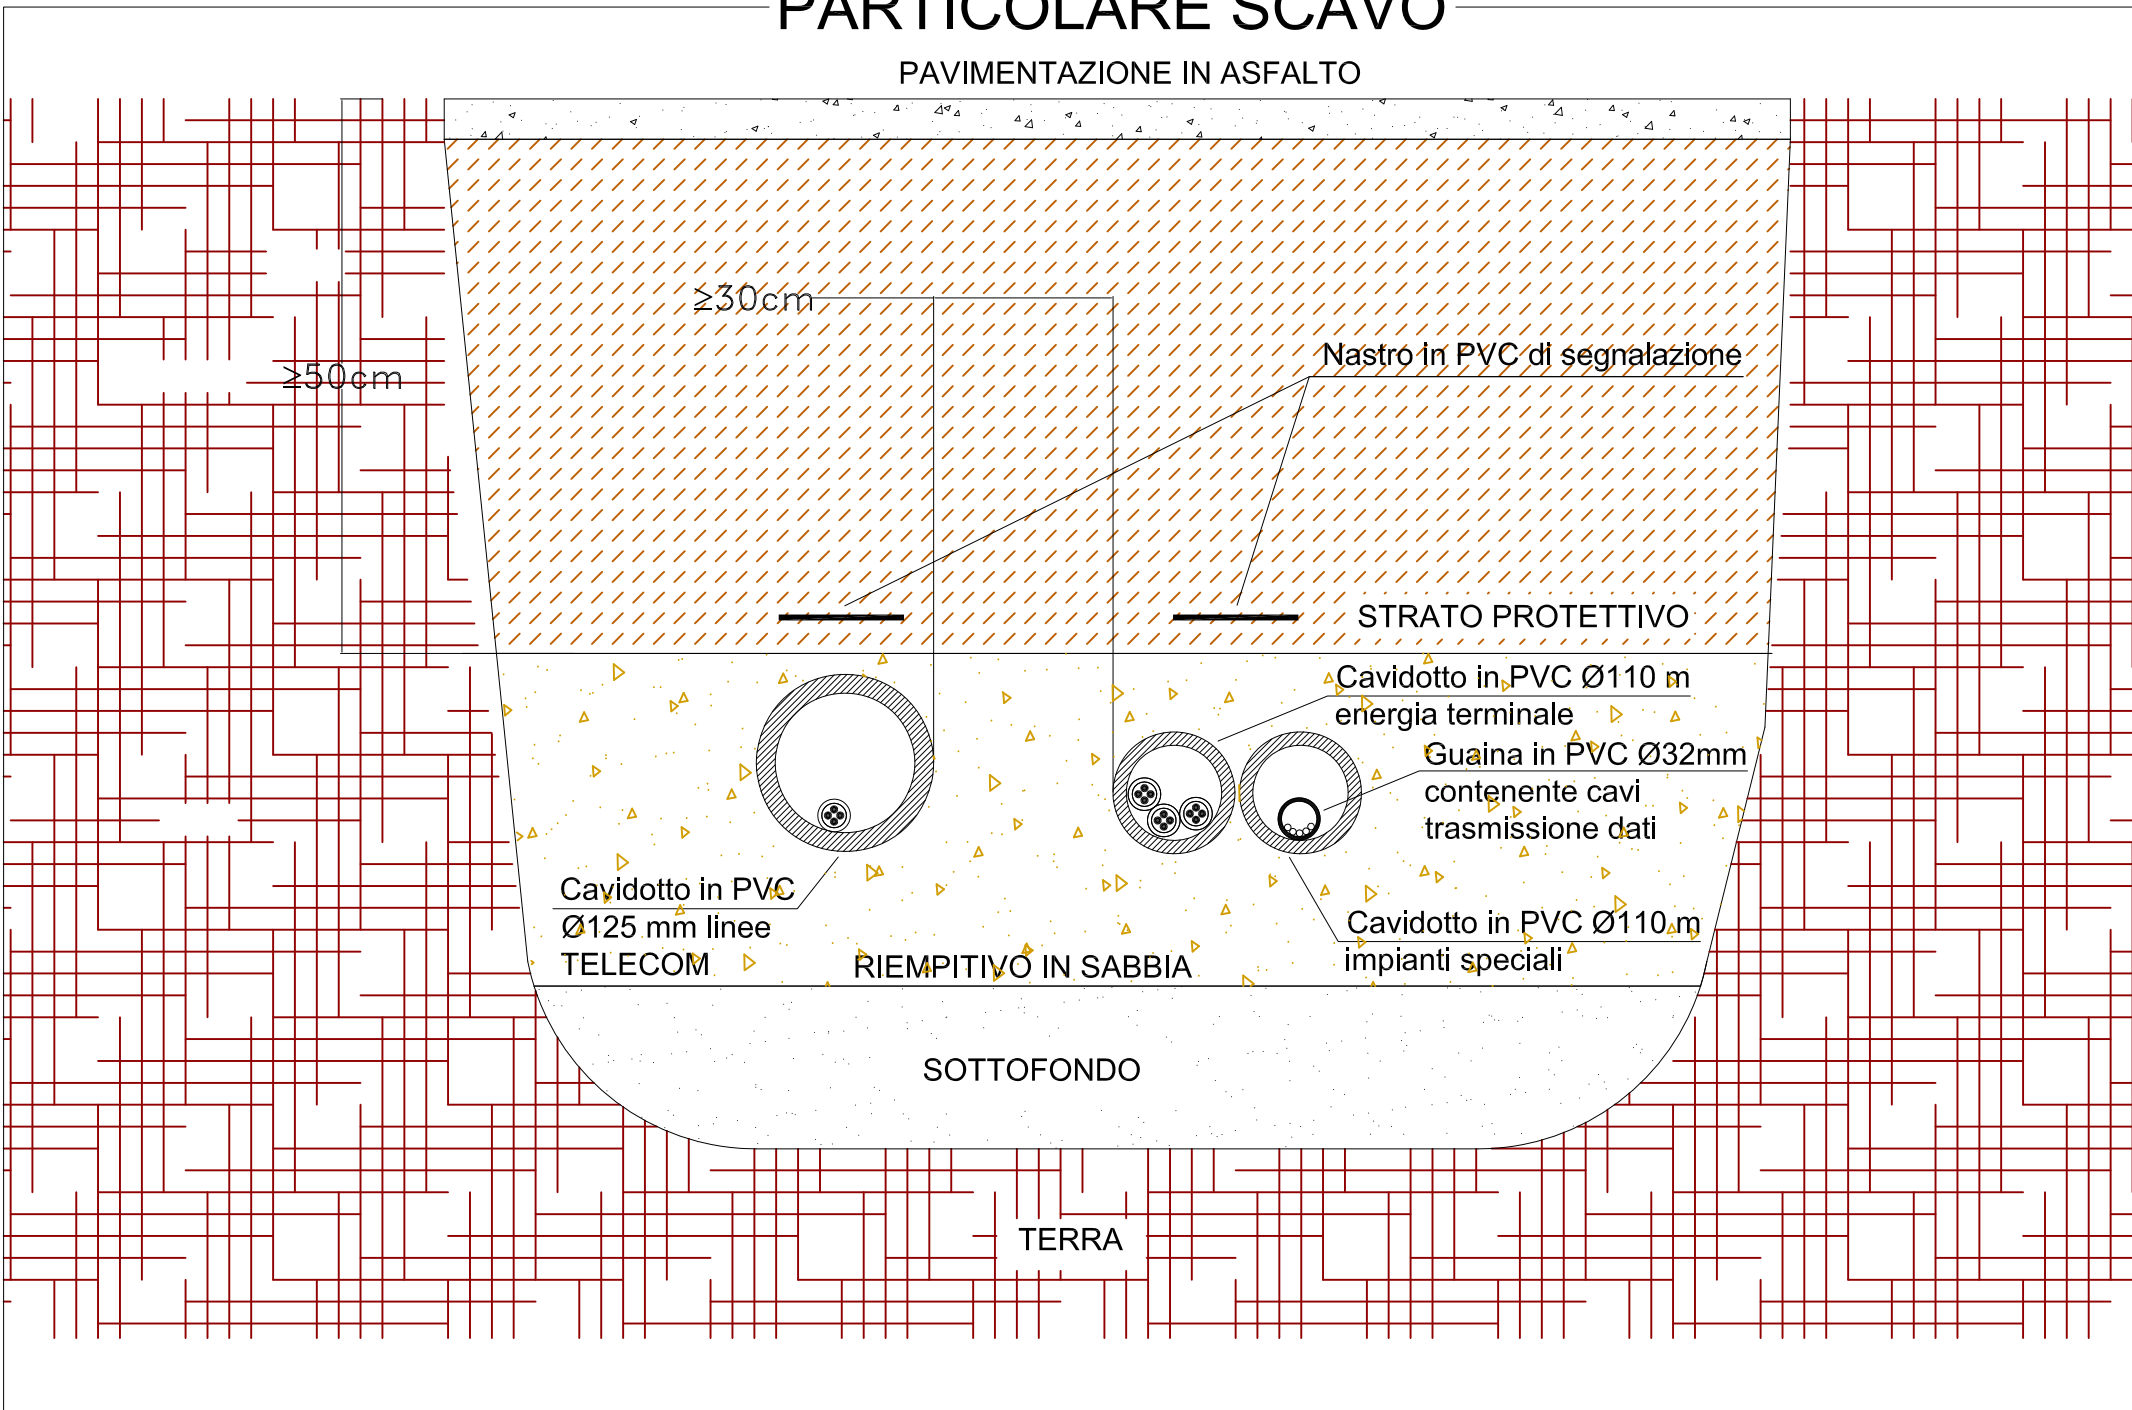 PARTICOLARE SCAVO
PAVIMENTAZIONE IN ASFALTO
≥30cm
Nastro in PVC di segnalazione
≥50cm
STRATO PROTETTIVO
Cavidotto in PVC Ø110 m
energia terminale
Guaina in PVC Ø32mm
contenente cavi
trasmissione dati
Cavidotto in PVC
Ø125 mm linee
TELECOM
Cavidotto in PVC Ø110 m
impianti speciali
RIEMPITIVO IN SABBIA
SOTTOFONDO
TERRA